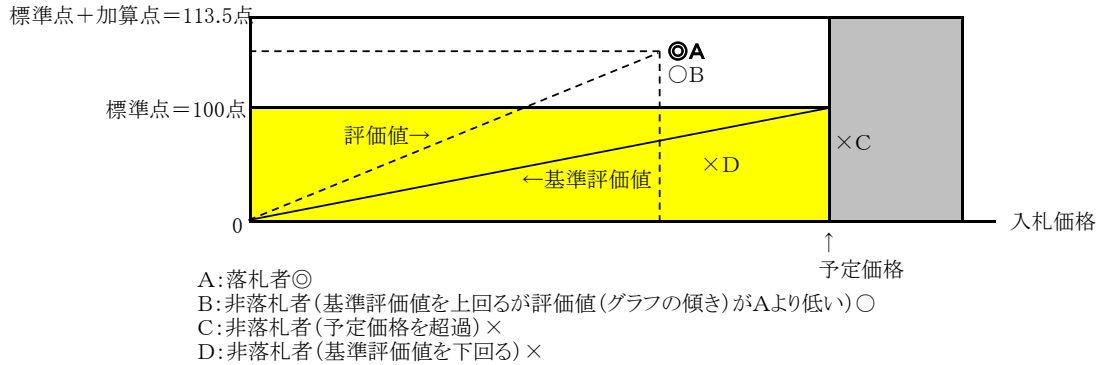 標準点＋加算点＝113.5点
◎A
○B
標準点＝100点
評価値→
×C
×D
←基準評価値
0
入札価格
↑
予定価格
A：落札者◎
B：非落札者（基準評価値を上回るが評価値（グラフの傾き）がAより低い）○
C：非落札者（予定価格を超過）×
D：非落札者（基準評価値を下回る）×